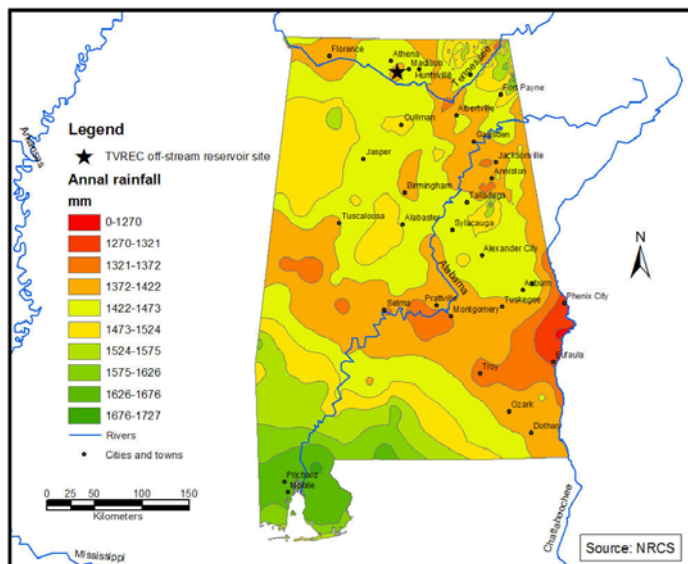 Florence
Athens
Madison
Huntsville
Tennessee
Fort Payne
Albertville
Cullman
Gadsden
Arkansas
Legend
TVREC off-stream reservoir site
Jasper
Jacksonville
Anniston
Annal rainfall
mm
Birmingham
Talladega
0-1270
Tuscaloosa
Alabaster
Sylacauga
1270-1321
N
1321-1372
Alexander City
Alabama
1372-1422
Auburn
1422-1473
Selma
Prattville
Tuskegee
Phenix City
1473-1524
Montgomery
1524-1575
1575-1626
Eufaula
1626-1676
Troy
1676-1727
Rivers
Ozark
Cities and towns
Dothan
Prichard
Mobile
0 25 50 100 150
Kilometers
Chattahoochee
Mississippi
Source: NRCS